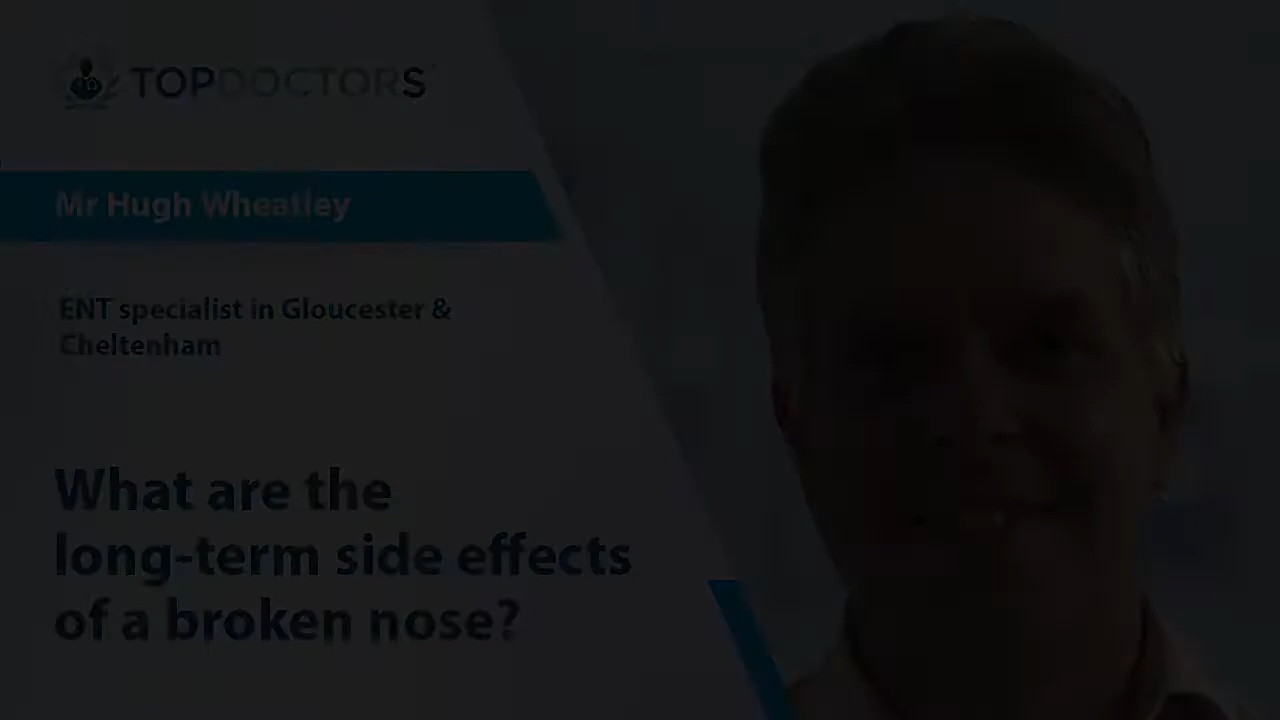 TOPDOCTORS
Mr Hugh Wheatley
ENT specialist in Gloucester &
Cheltenham
What are the
long-term side effects
of a broken nose?